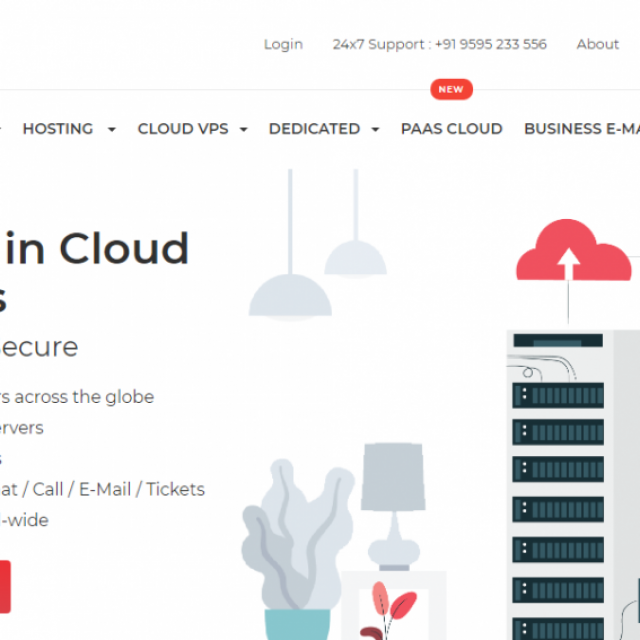 Login 24x7 Support : +91 9595 233 556 About
NEW
HOSTING CLOUD VPS DEDICATED PAAS CLOUD BUSINESS E-MA
in Cloud
s
ecure
rs across the globe
ervers
s
at / Call / E-Mail / Tickets
-wide